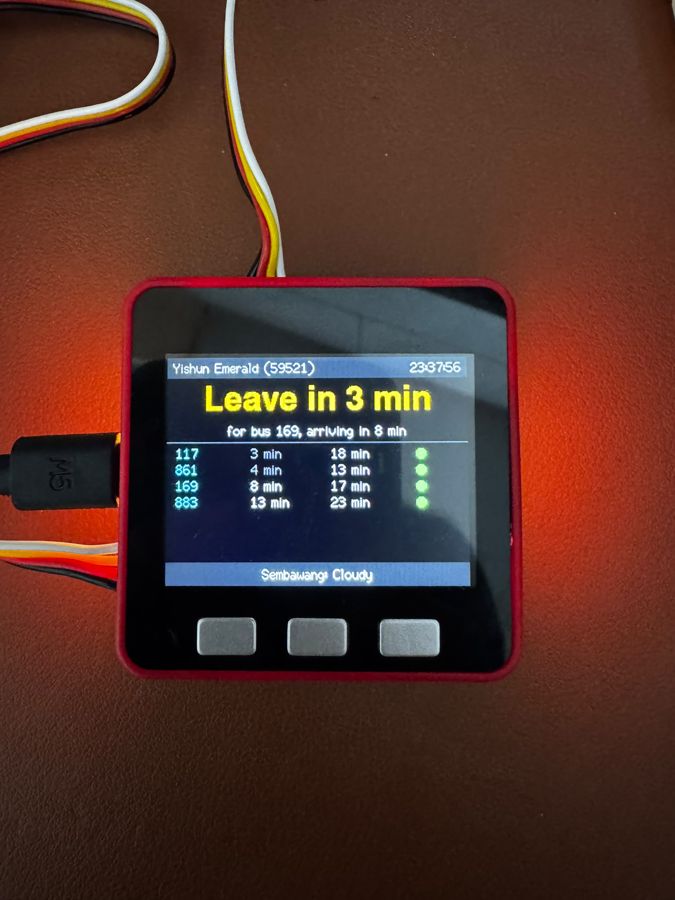 Yishun Emerald (59521) 23:37:56
Leave in 3 min
for bus 169, arriving in 8 min
117 3 min 18 min
861 4 min 13 min
169 8 min 17 min
883 13 min 23 min
M5
Sembawang: Cloudy